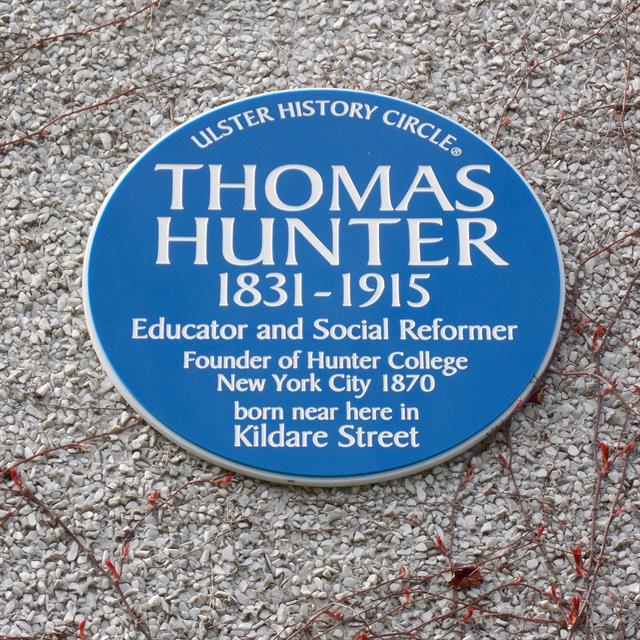 ULSTER HISTORY CIRCLE®
THOMAS
HUNTER
1831-1915
Educator and Social Reformer
Founder of Hunter College
New York City 1870
born near here in
Kildare Street